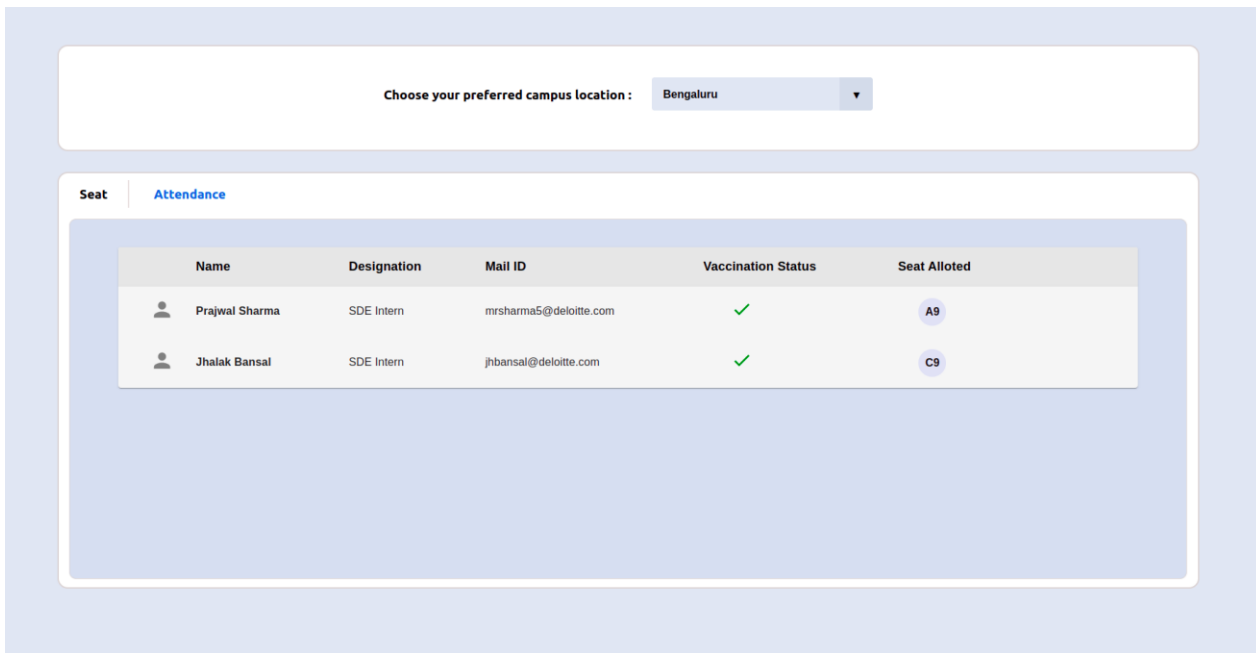 Choose your preferred campus location : Bengaluru ▼
Seat Attendance
Name Designation Mail ID Vaccination Status Seat Alloted
Prajwal Sharma SDE Intern mrsharma5@deloitte.com ✓ A9
Jhalak Bansal SDE Intern jhbansal@deloitte.com ✓ C9